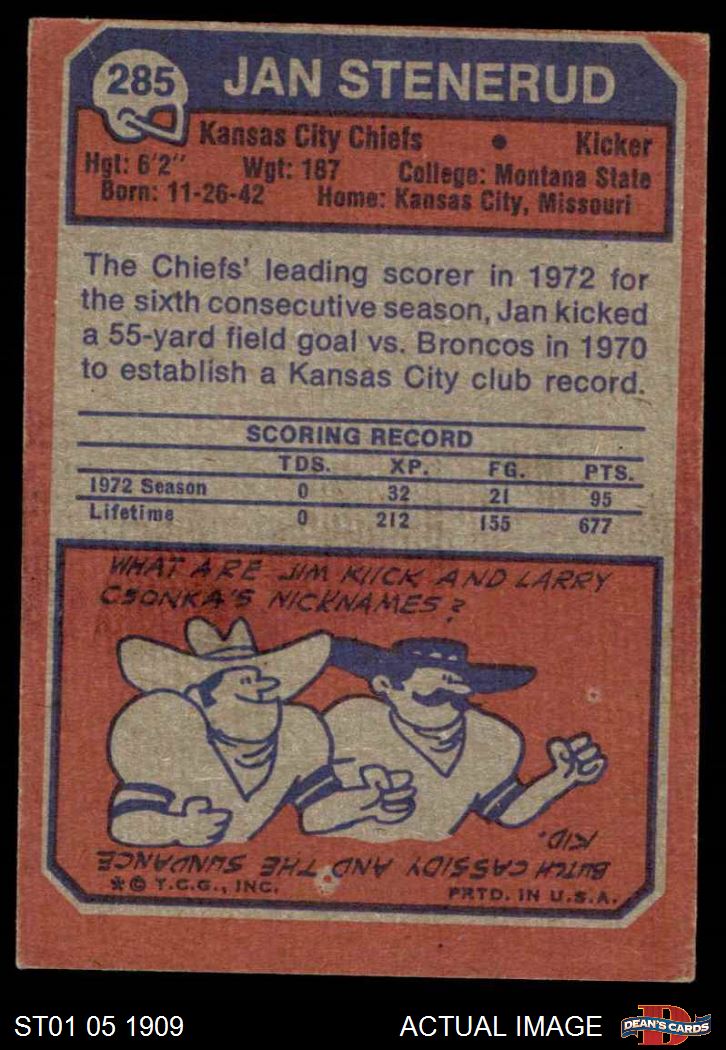 285 JAN STENERUD
Kansas City Chiefs • Kicker
Hgt: 6'2" Wgt: 187 College: Montana State
Born: 11-26-42 Home: Kansas City, Missouri
The Chiefs' leading scorer in 1972 for
the sixth consecutive season, Jan kicked
a 55-yard field goal vs. Broncos in 1970
to establish a Kansas City club record.
SCORING RECORD
TDS. XP. FG. PTS.
1972 Season 0 32 21 95
Lifetime 0 212 155 677
WHAT ARE JIM KIICK AND LARRY
CSONKA'S NICKNAMES?
BUTCH CASSIDY AND THE SUNDANCE
KID.
*© T.C.G., INC. PRTD. IN U.S.A.
ST01 05 1909 ACTUAL IMAGE D DEAN'S CARDS